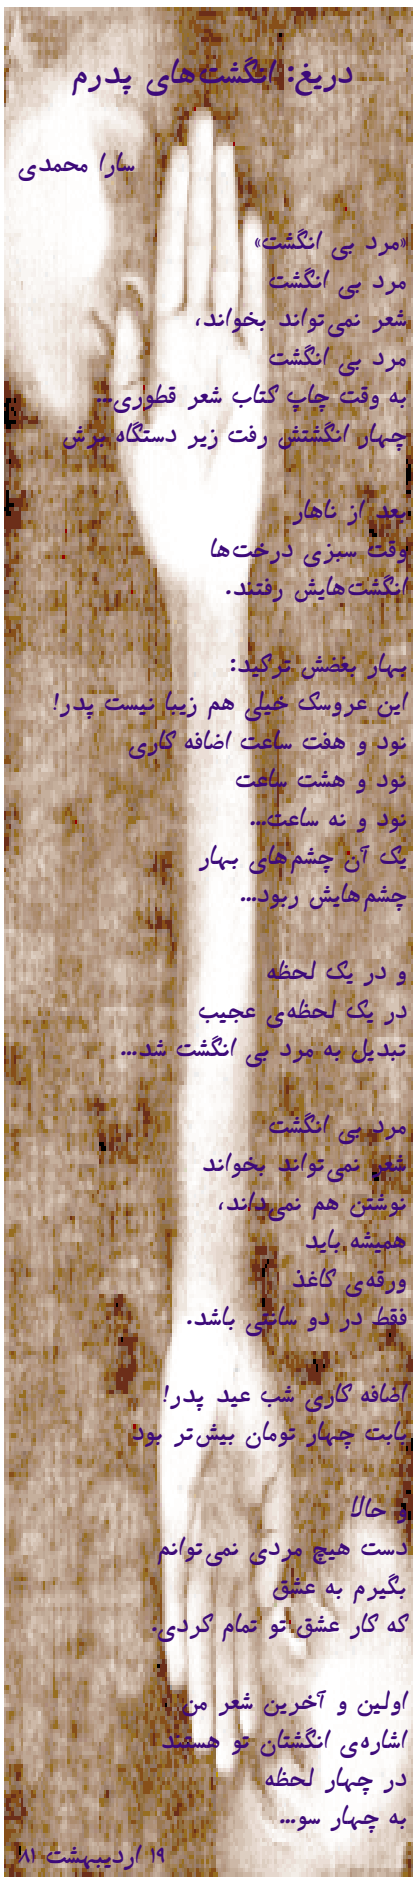 دریغ: انگشت‌های پدرم
سارا محمدی
«مرد بی انگشت»
مرد بی انگشت
شعر نمی‌تواند بخواند،
مرد بی انگشت
به وقت چاپ کتاب شعر قطوری...
چهار انگشتش رفت زیر دستگاه برش
بعد از ناهار
وقت سبزی درخت‌ها
انگشت‌هایش رفتند.
بهار بغضش ترکید:
این عروسک خیلی هم زیبا نیست پدر!
نود و هفت ساعت اضافه کاری
نود و هشت ساعت
نود و نه ساعت...
یک آن چشم‌های بهار
چشم‌هایش ربود...
و در یک لحظه
در یک لحظه‌ی عجیب
تبدیل به مرد بی انگشت شد...
مرد بی انگشت
شعر نمی‌تواند بخواند
نوشتن هم نمی‌داند،
همیشه باید
ورقه‌ی کاغذ
فقط در دو سانتی باشد.
اضافه کاری شب عید پدر!
بابت چهار تومان بیش‌تر بود
و حالا
دست هیچ مردی نمی‌توانم
بگیرم به عشق
که کار عشق تو تمام کردی.
اولین و آخرین شعر من
اشاره‌ی انگشتان تو هستند
در چهار لحظه
به چهار سو...
۱۹ اردیبهشت ۸۱